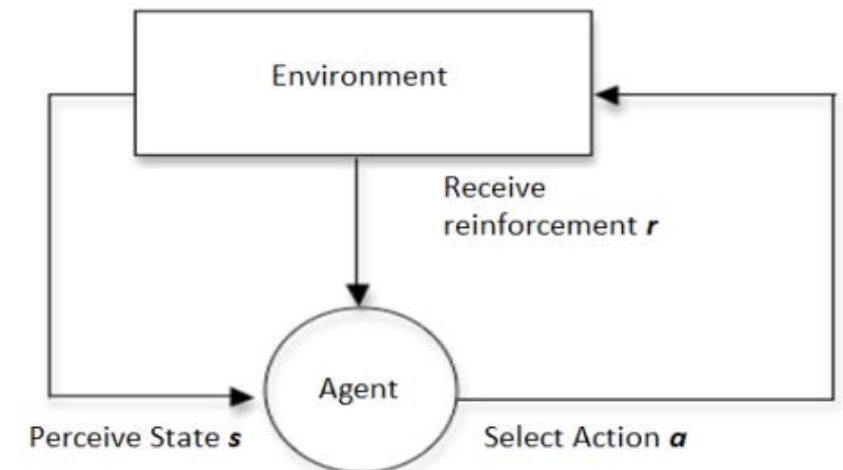 Environment
Receive
reinforcement r
Agent
Perceive State s
Select Action a